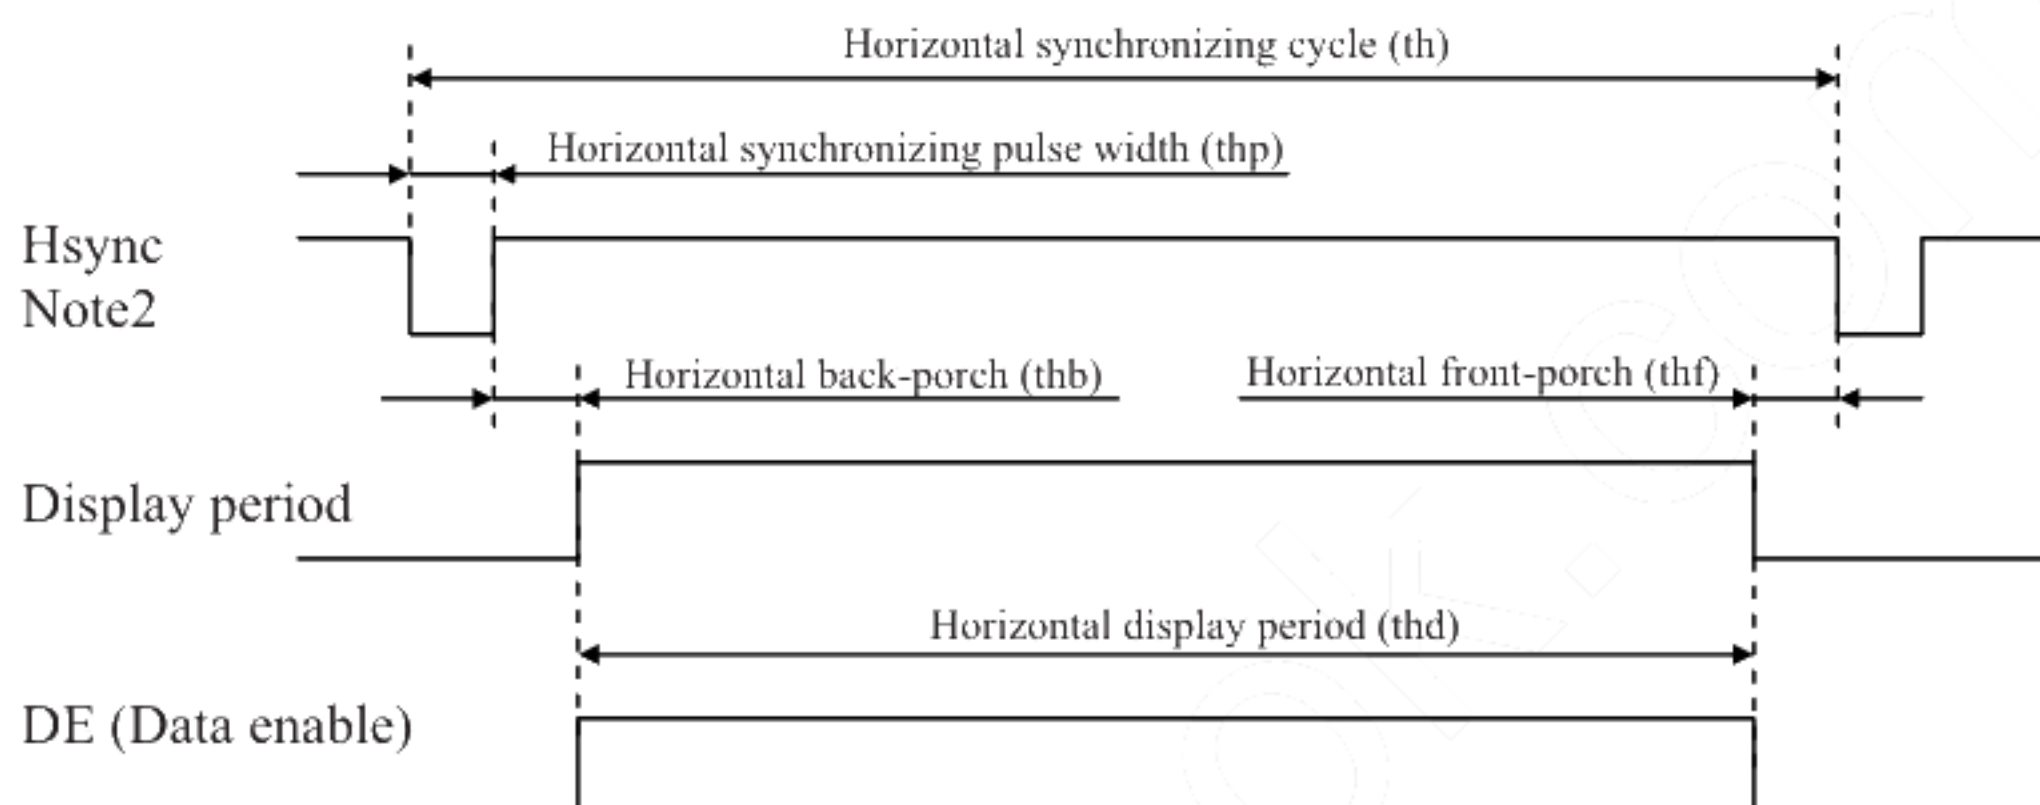 Horizontal synchronizing cycle (th)
Horizontal synchronizing pulse width (thp)
Hsync
Note2
Horizontal back-porch (thb)
Horizontal front-porch (thf)
Display period
Horizontal display period (thd)
DE (Data enable)